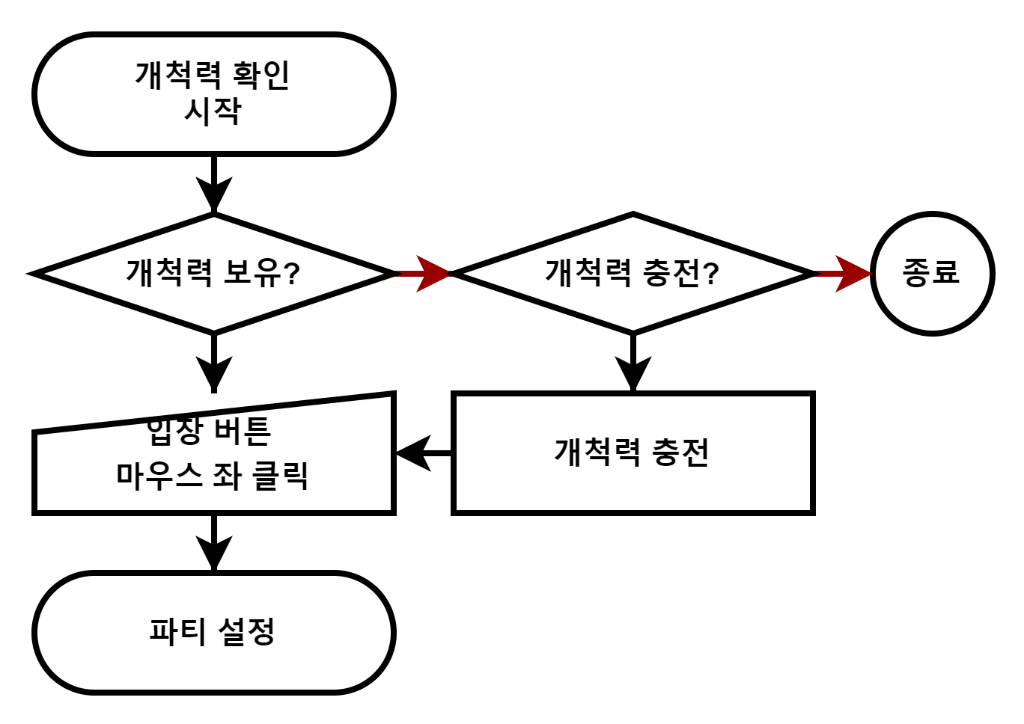 개척력 확인
시작
개척력 보유?
개척력 충전?
종료
입장 버튼
마우스 좌 클릭
개척력 충전
파티 설정